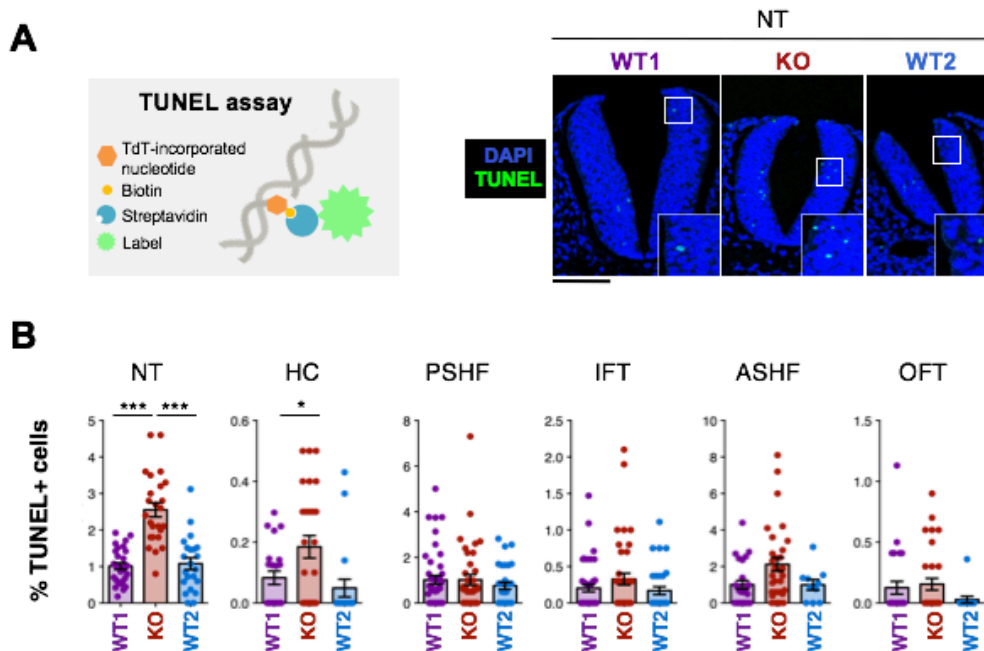 A
TUNEL assay
TdT-incorporated
nucleotide
Biotin
Streptavidin
Label
NT
WT1 KO WT2
DAPI
TUNEL
B
NT HC PSHF IFT ASHF OFT
% TUNEL+ cells
*** ***
*
5
4
3
2
1
0
0.6
0.4
0.2
0.0
8
6
4
2
0
2.5
2.0
1.5
1.0
0.5
0.0
10
8
6
4
2
0
1.5
1.0
0.5
0.0
WT1 KO WT2
WT1 KO WT2
WT1 KO WT2
WT1 KO WT2
WT1 KO WT2
WT1 KO WT2